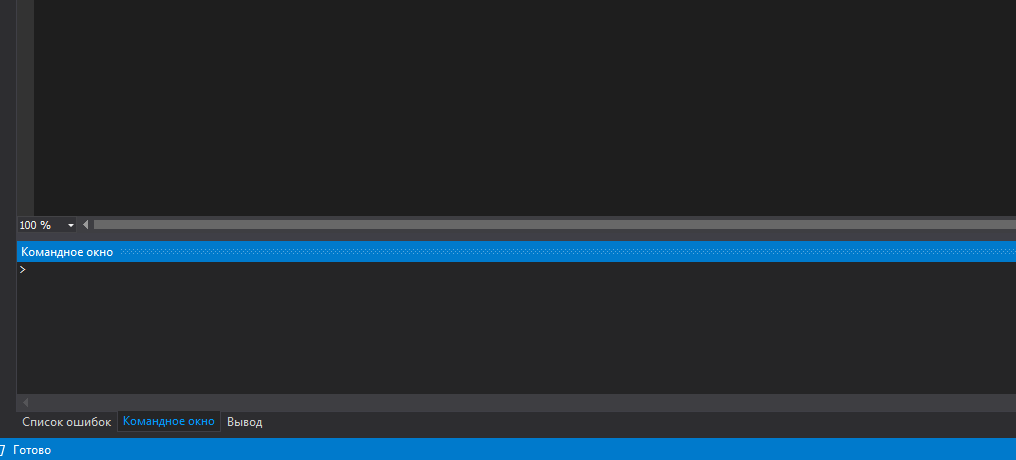 100 %
Командное окно
>
Список ошибок Командное окно Вывод
Готово